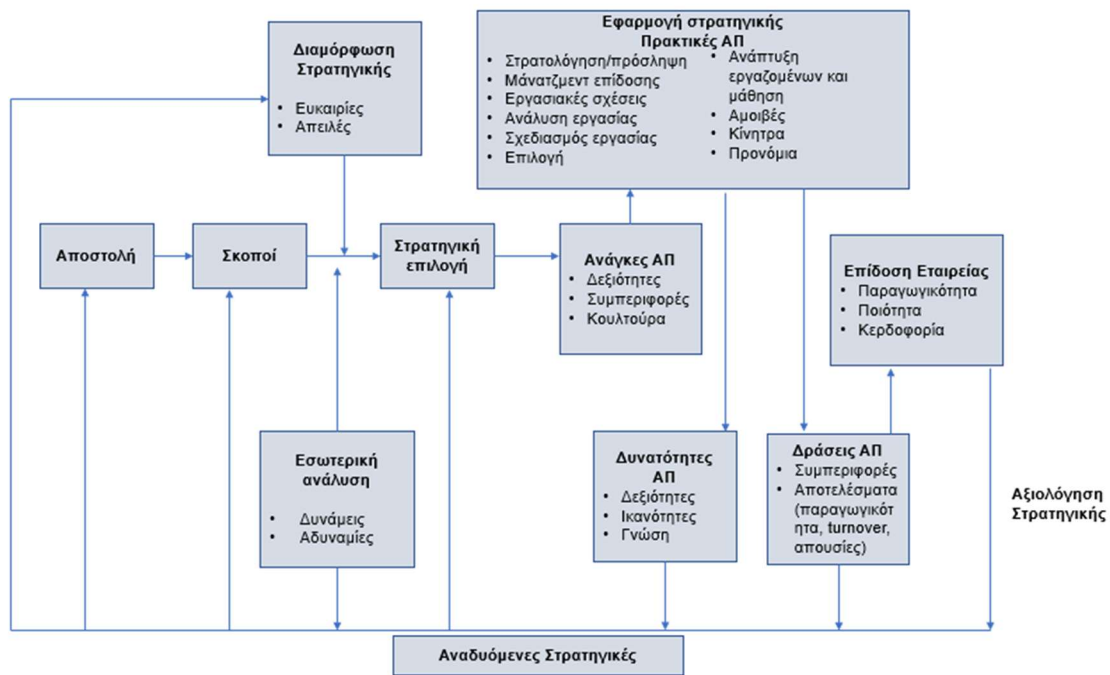 Διαμόρφωση
Στρατηγικής
• Ευκαιρίες
• Απειλές
Εφαρμογή στρατηγικής
Πρακτικές ΑΠ
• Στρατολόγηση/πρόσληψη
• Μάνατζμεντ επίδοσης
• Εργασιακές σχέσεις
• Ανάλυση εργασίας
• Σχεδιασμός εργασίας
• Επιλογή
• Ανάπτυξη
εργαζομένων και
μάθηση
• Αμοιβές
• Κίνητρα
• Προνόμια
Αποστολή
Σκοποί
Στρατηγική
επιλογή
Ανάγκες ΑΠ
• Δεξιότητες
• Συμπεριφορές
• Κουλτούρα
Επίδοση Εταιρείας
• Παραγωγικότητα
• Ποιότητα
• Κερδοφορία
Εσωτερική
ανάλυση
• Δυνάμεις
• Αδυναμίες
Δυνατότητες
ΑΠ
• Δεξιότητες
• Ικανότητες
• Γνώση
Δράσεις ΑΠ
• Συμπεριφορές
• Αποτελέσματα
(παραγωγικότ
ητα, turnover,
απουσίες)
Αξιολόγηση
Στρατηγικής
Αναδυόμενες Στρατηγικές